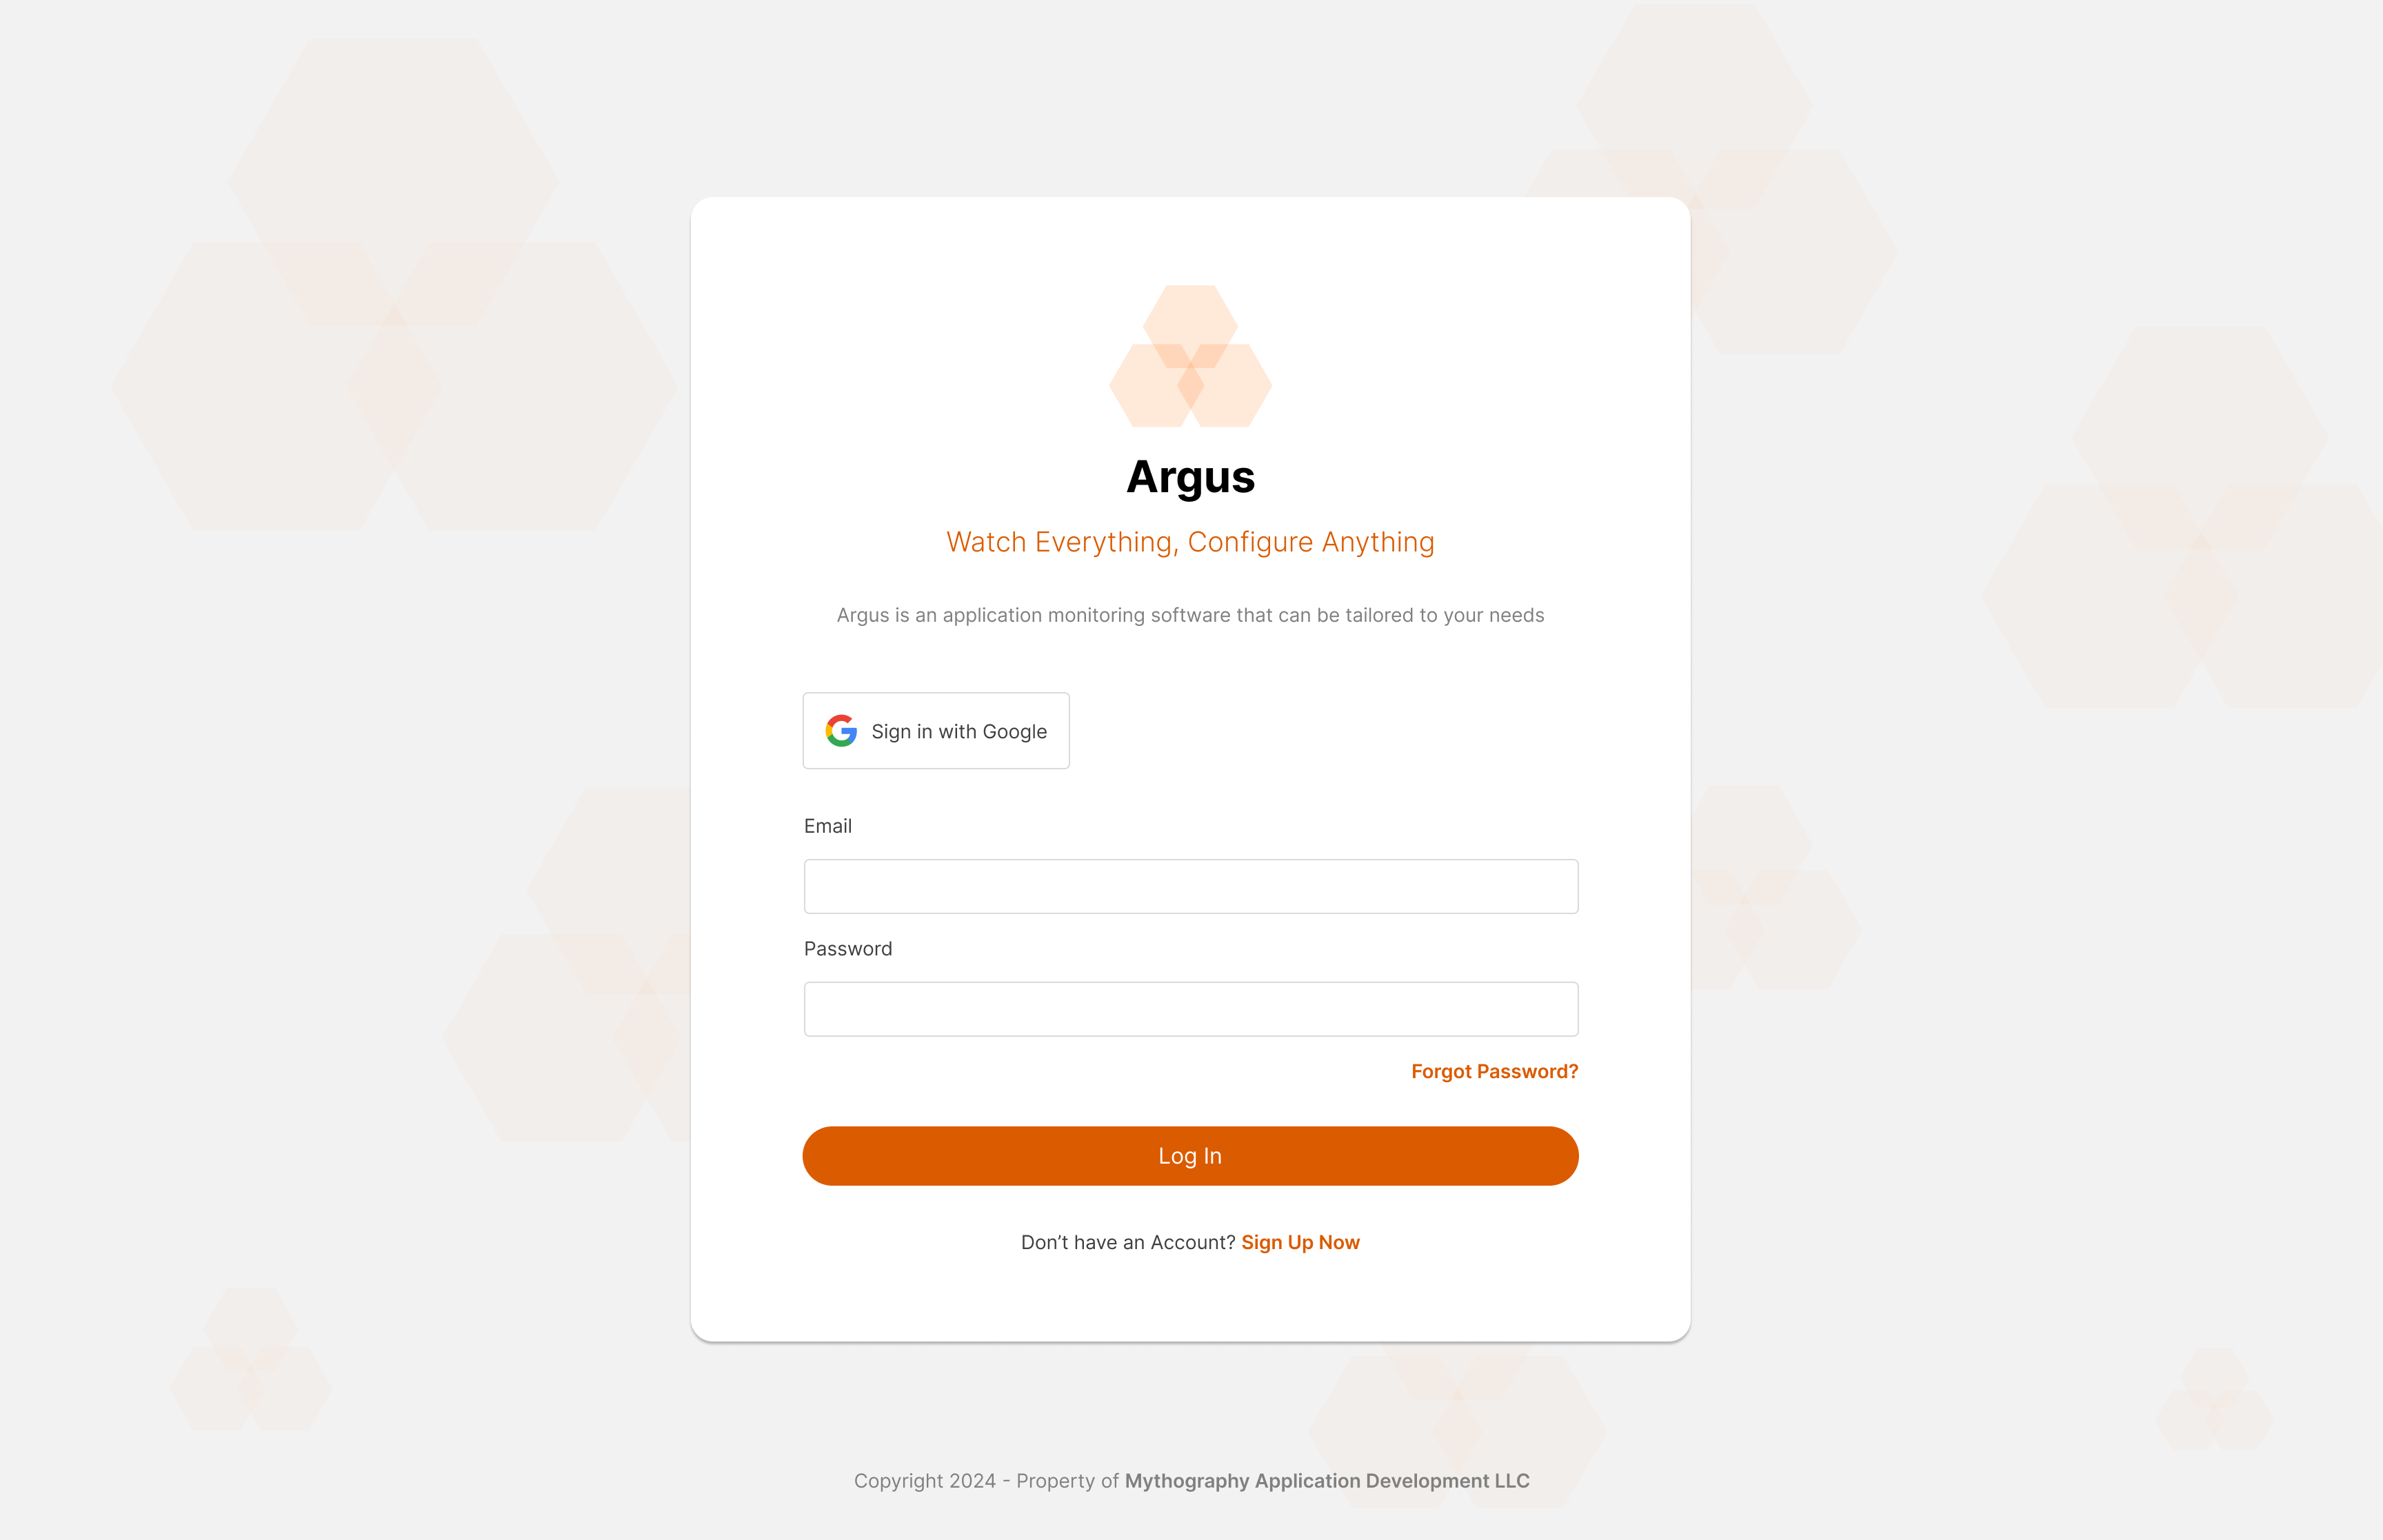 Argus
Watch Everything, Configure Anything
Argus is an application monitoring software that can be tailored to your needs
Sign in with Google
Email
Password
Forgot Password?
Log In
Don’t have an Account? Sign Up Now
Copyright 2024 - Property of Mythography Application Development LLC